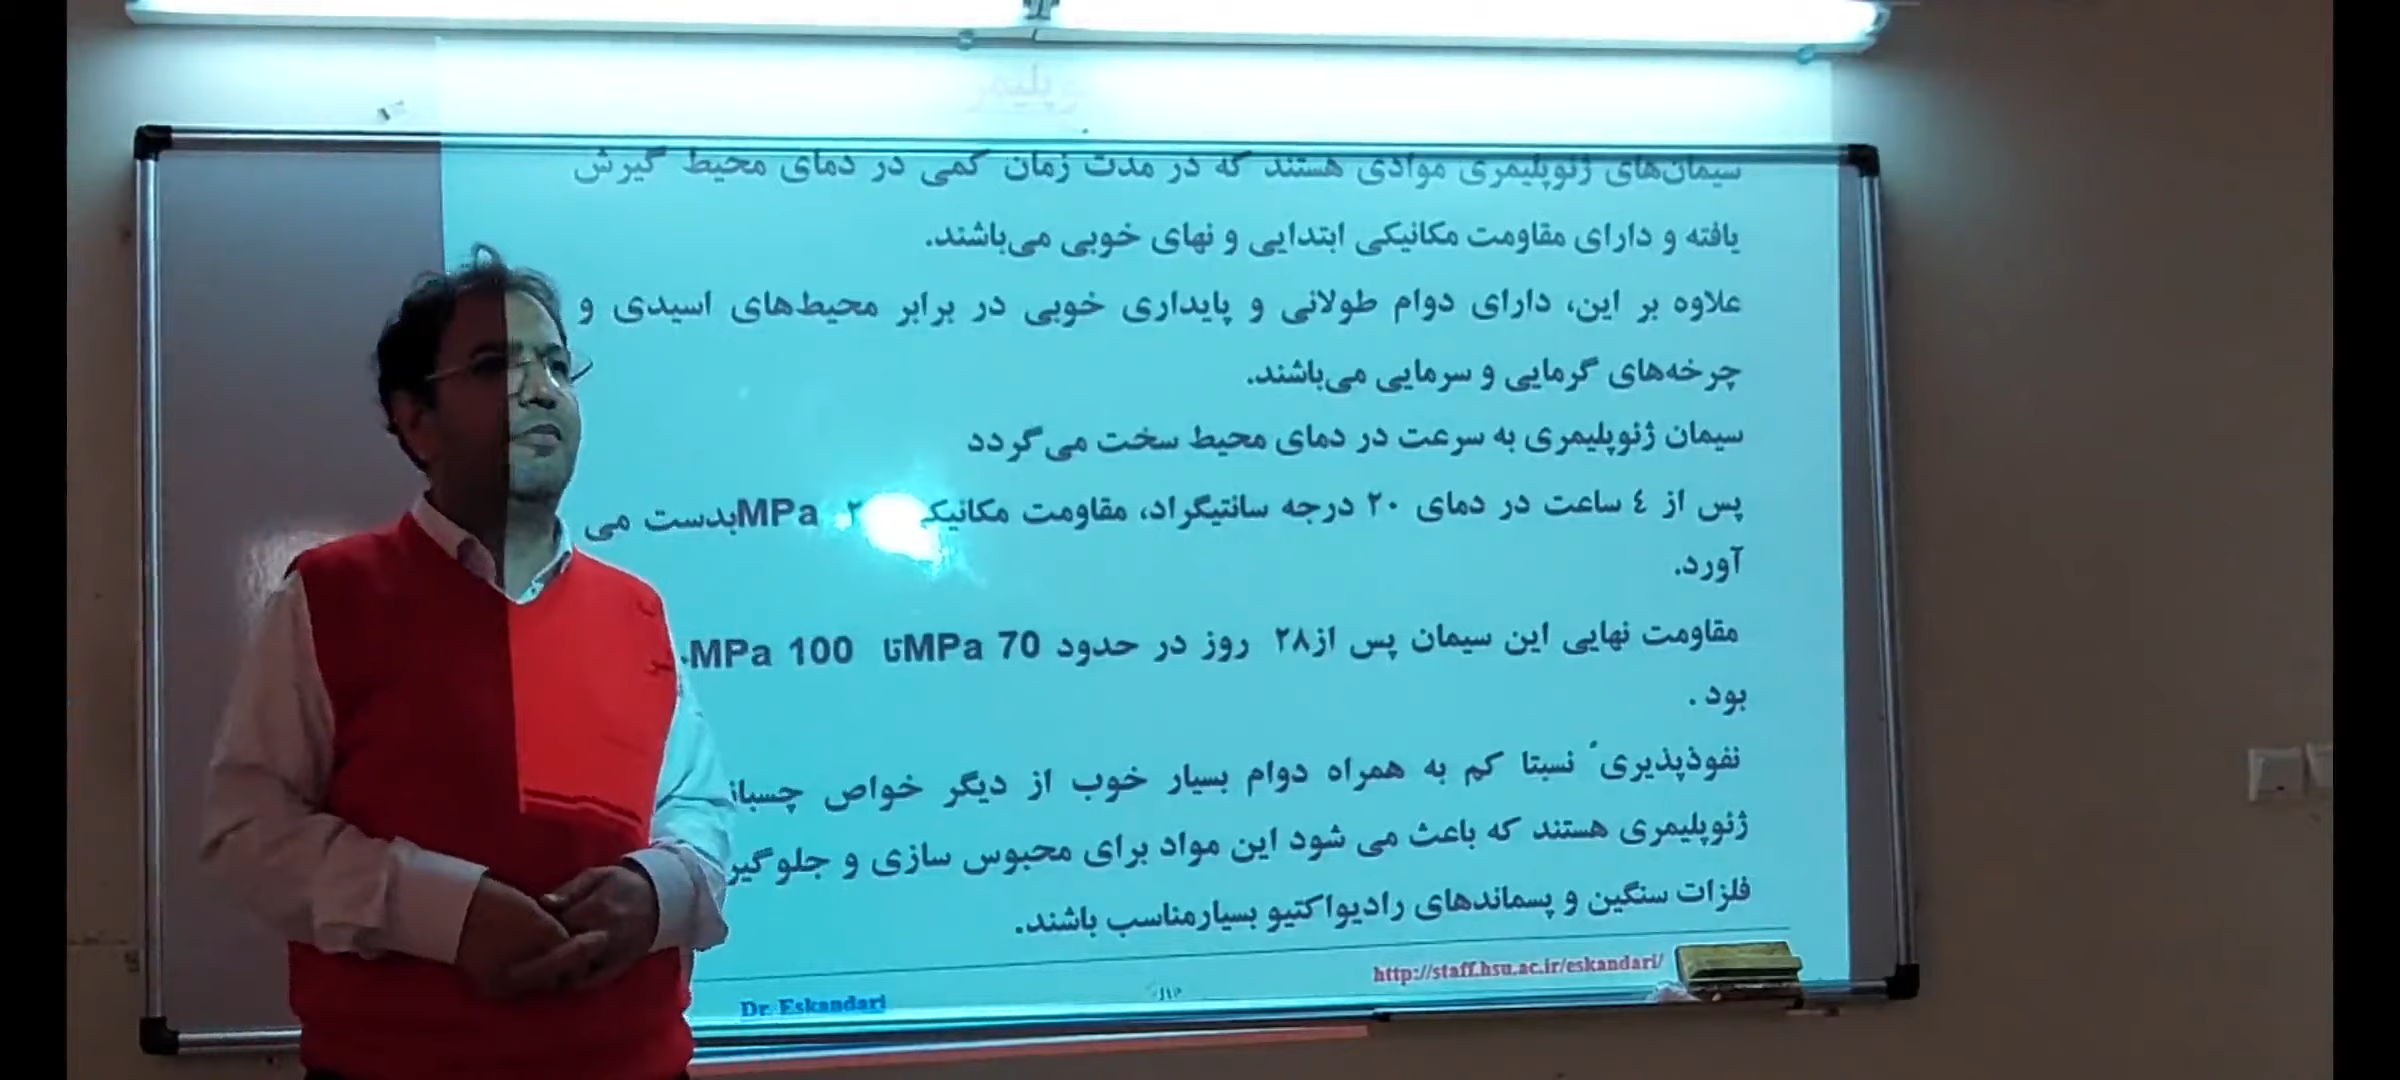 وپلیمر
سیمان‌های ژئوپلیمری موادی هستند که در مدت زمان کمی در دمای محیط گیرش
یافته و دارای مقاومت مکانیکی ابتدایی و نهای خوبی می‌باشند.
علاوه بر این، دارای دوام طولانی و پایداری خوبی در برابر محیط‌های اسیدی و
چرخه‌های گرمایی و سرمایی می‌باشند.
سیمان ژئوپلیمری به سرعت در دمای محیط سخت می‌گردد
پس از ٤ ساعت در دمای ٢٠ درجه سانتیگراد، مقاومت مکانیکی MPaبدست می
آورد.
مقاومت نهایی این سیمان پس از٢٨ روز در حدود 70 MPaتا 100 MPa
بود .
نفوذپذیری ً نسبتا کم به همراه دوام بسیار خوب از دیگر خواص
ژئوپلیمری هستند که باعث می شود این مواد برای محبوس سازی و
فلزات سنگین و پسماندهای رادیواکتیو بسیارمناسب باشند.
http://staff.hsu.ac.ir/eskandari/
Dr. Eskandari